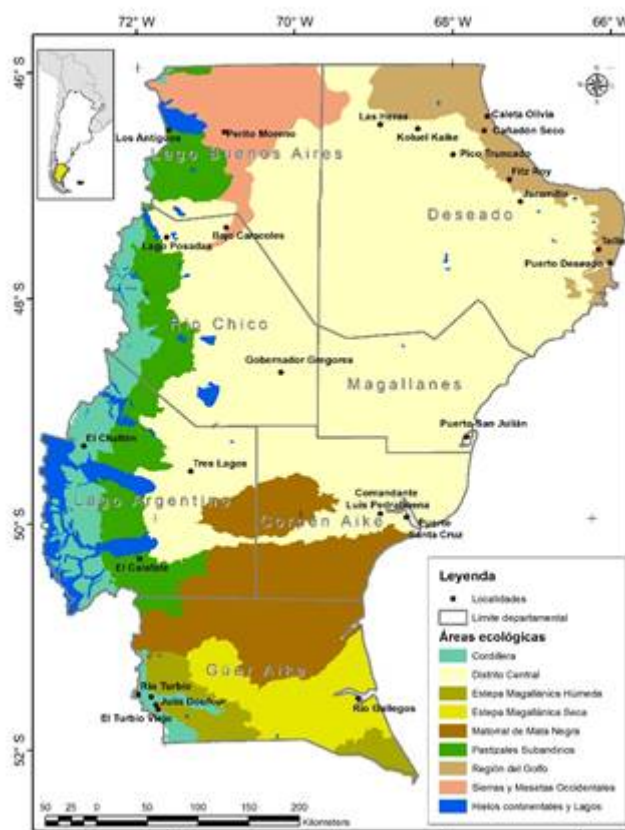 72° W
70° W
68° W
66° W
46° S
48° S
50° S
52° S
Los Antiguos
Perito Moreno
Lago Buenos Aires
Las Heras
Koluel Kaike
Caleta Olivia
Cañadón Seco
Pico Truncado
Fitz Roy
Jaramillo
Deseado
Puerto Deseado
Lago Posadas
Bajo Caracoles
Río Chico
Gobernador Gregores
Magallanes
Puerto San Julián
El Chaltén
Tres Lagos
Lago Argentino
Comandante
Luis Piedrabuena
Corpen Aike
Puerto
Santa Cruz
El Calafate
Guer Aike
Río Turbio
El Turbio Viejo
Río Gallegos
Leyenda
Localidades
Límite departamental
Áreas ecológicas
Cordillera
Distrito Central
Estepa Magallánica Húmeda
Estepa Magallánica Seca
Matorral de Mata Negra
Pastizales Subandinos
Región del Golfo
Sierras y Mesetas Occidentales
Hielos continentales y Lagos
50 25 0 50 100 150 200
Kilometers